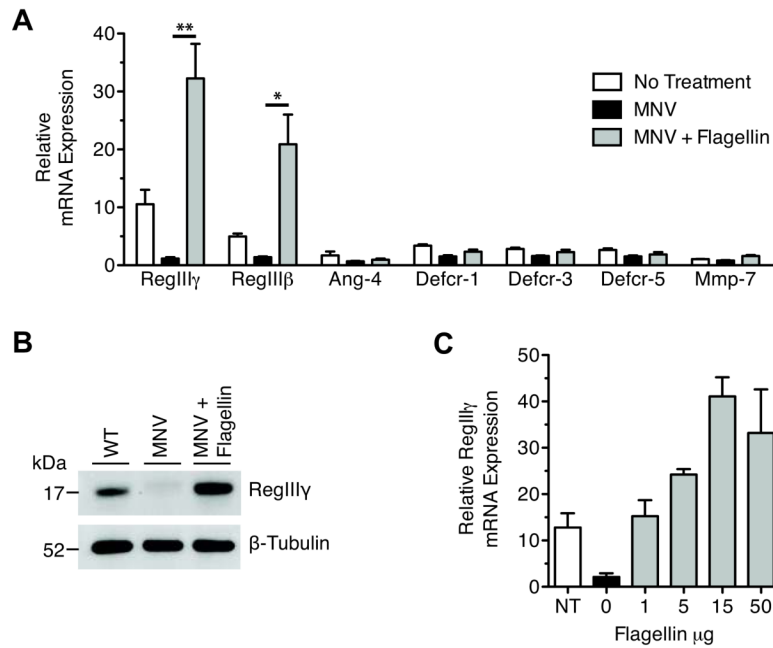 A
Relative
mRNA Expression
40
30
20
10
0
**
*
No Treatment
MNV
MNV + Flagellin
RegIIIγ
RegIIIβ
Ang-4
Defcr-1
Defcr-3
Defcr-5
Mmp-7
B
WT
MNV
MNV +
Flagellin
kDa
17
RegIIIγ
52
β-Tubulin
C
Relative RegIIIγ
mRNA Expression
50
40
30
20
10
0
NT 0 1 5 15 50
Flagellin μg